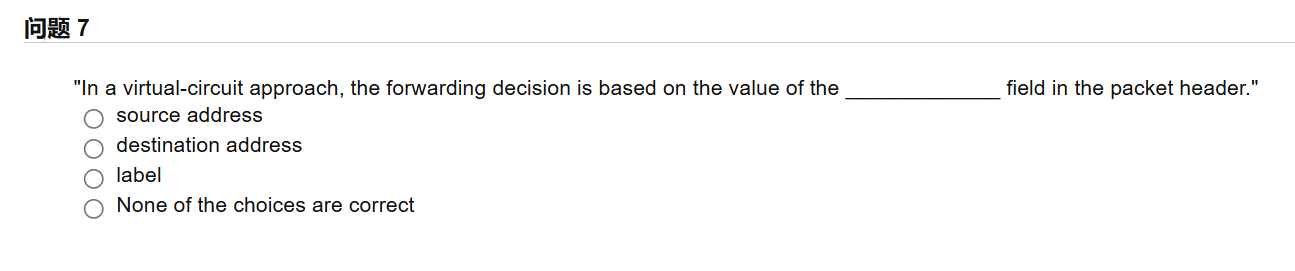 问题 7
"In a virtual-circuit approach, the forwarding decision is based on the value of the ______________ field in the packet header."
source address
destination address
label
None of the choices are correct